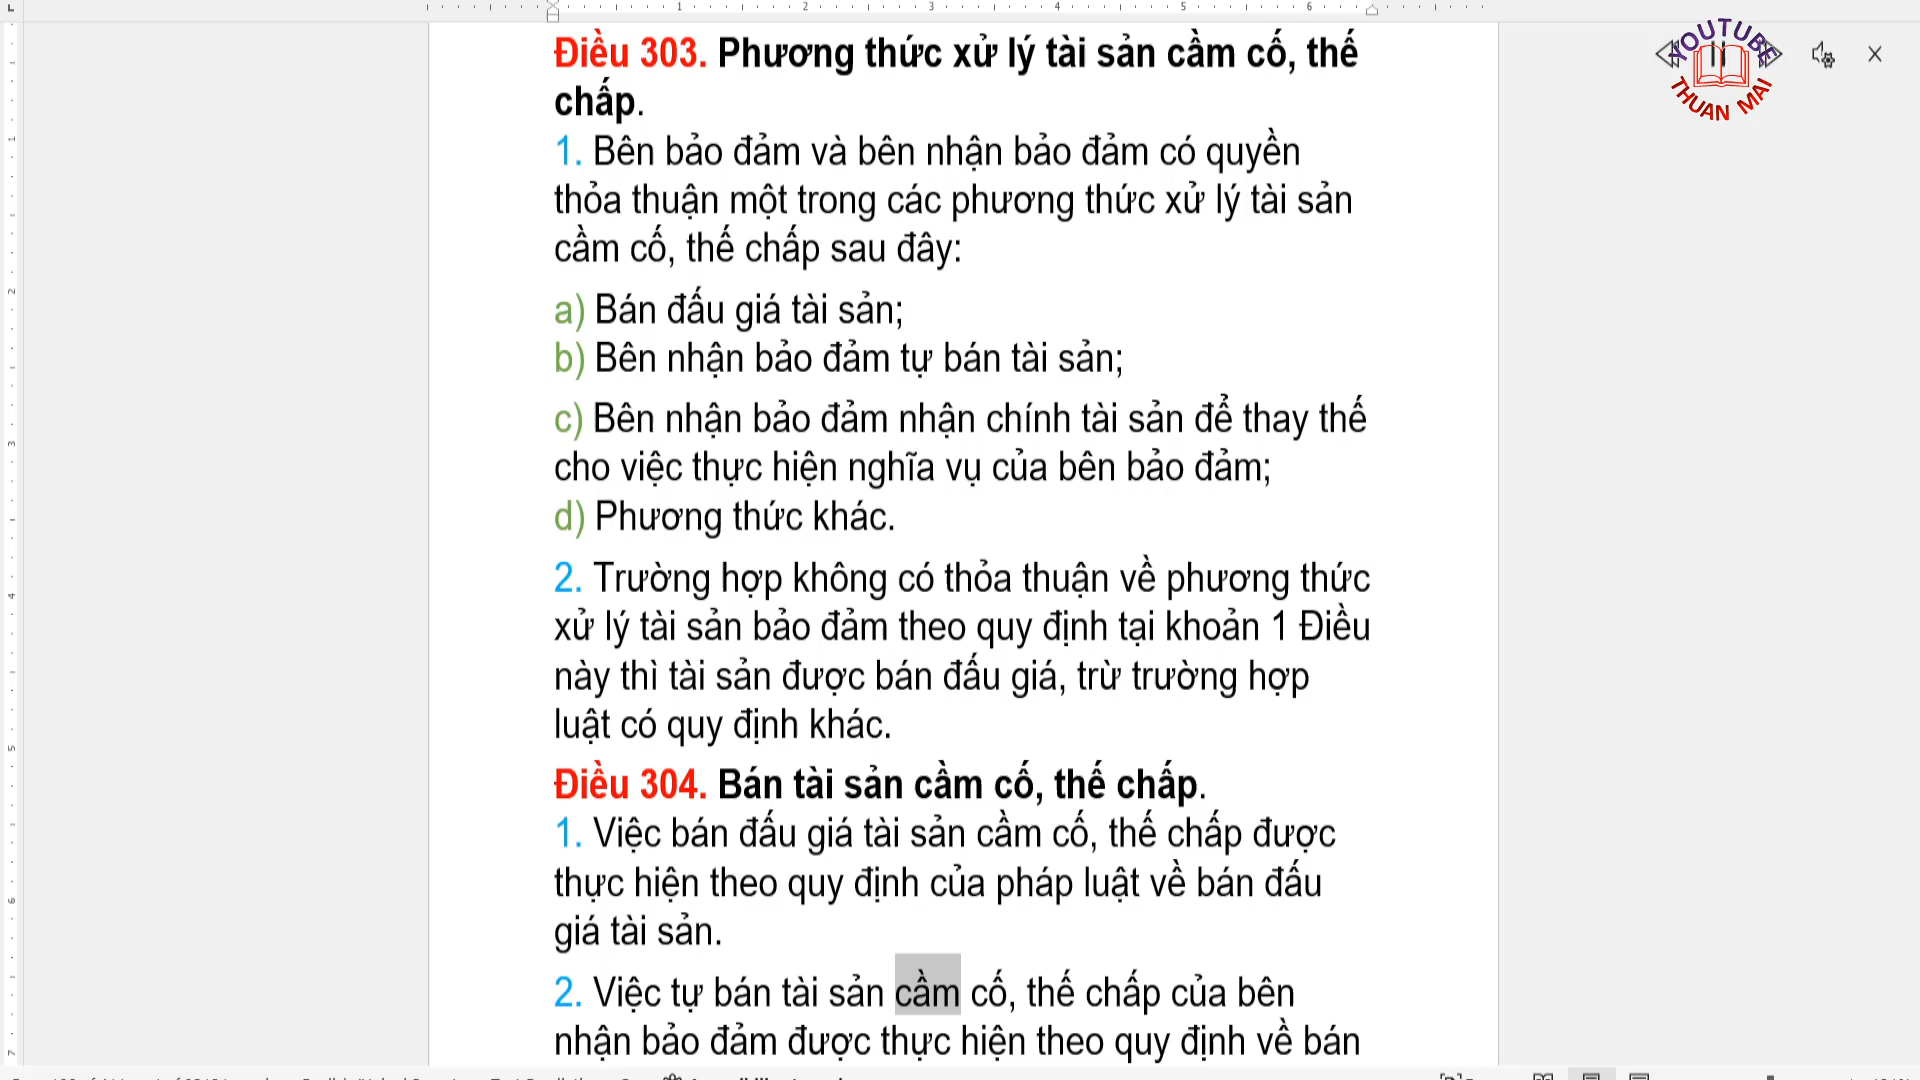 1 2 3 4 5 6
YOUTUBE
THUAN MAI
Điều 303. Phương thức xử lý tài sản cầm cố, thế
chấp.
1. Bên bảo đảm và bên nhận bảo đảm có quyền
thỏa thuận một trong các phương thức xử lý tài sản
cầm cố, thế chấp sau đây:
a) Bán đấu giá tài sản;
b) Bên nhận bảo đảm tự bán tài sản;
c) Bên nhận bảo đảm nhận chính tài sản để thay thế
cho việc thực hiện nghĩa vụ của bên bảo đảm;
d) Phương thức khác.
2. Trường hợp không có thỏa thuận về phương thức
xử lý tài sản bảo đảm theo quy định tại khoản 1 Điều
này thì tài sản được bán đấu giá, trừ trường hợp
luật có quy định khác.
Điều 304. Bán tài sản cầm cố, thế chấp.
1. Việc bán đấu giá tài sản cầm cố, thế chấp được
thực hiện theo quy định của pháp luật về bán đấu
giá tài sản.
2. Việc tự bán tài sản cầm cố, thế chấp của bên
nhận bảo đảm được thực hiện theo quy định về bán